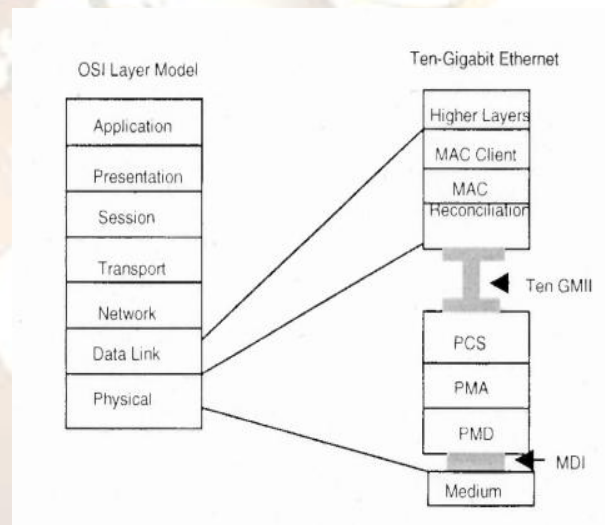 OSI Layer Model
Application
Presentation
Session
Transport
Network
Data Link
Physical
Ten-Gigabit Ethernet
Higher Layers
MAC Client
MAC
Reconciliation
Ten GMII
PCS
PMA
PMD
MDI
Medium